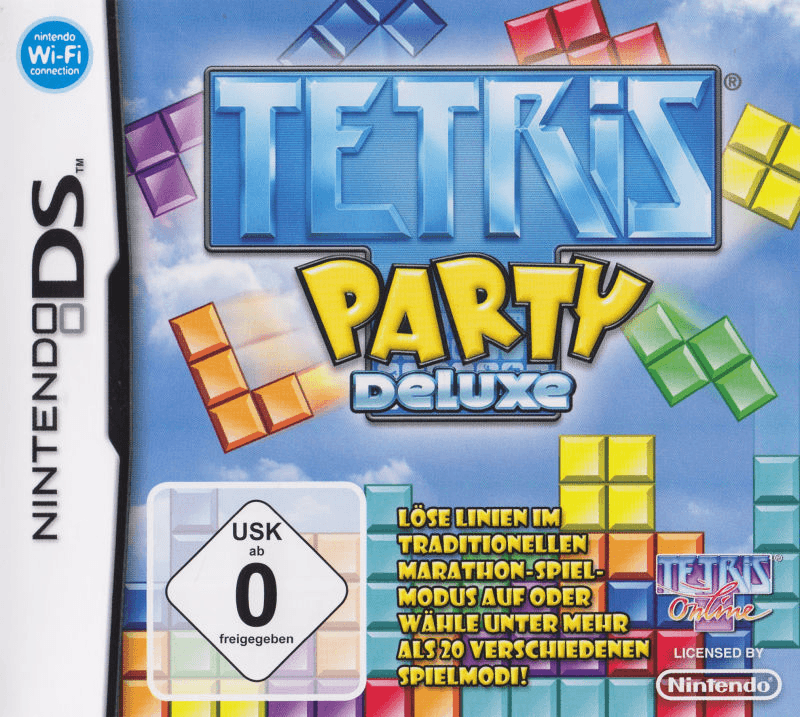 nintendo
Wi-Fi
connection
NINTENDO DS™
TETRiS®
PARTY
DeLUXe
USK
ab
0
freigegeben
LÖSE LINIEN IM
TRADITIONELLEN
MARATHON-SPIEL-
MODUS AUF ODER
WÄHLE UNTER MEHR
ALS 20 VERSCHIEDENEN
SPIELMODI!
TETRiS®
Online
LICENSED BY
Nintendo